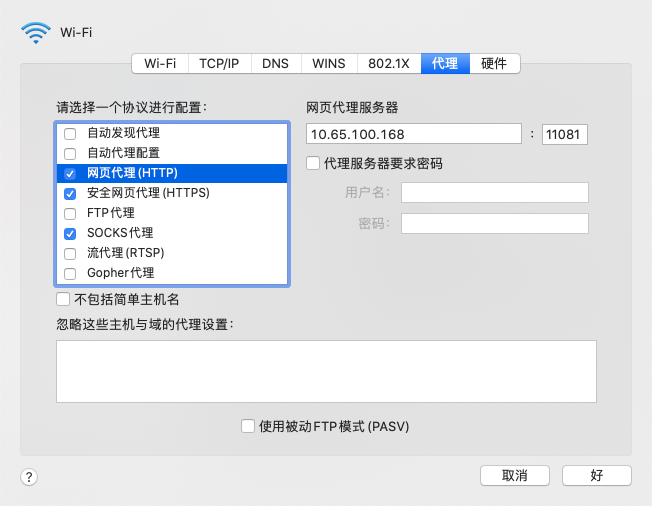 Wi-Fi
Wi-Fi TCP/IP DNS WINS 802.1X 代理 硬件
请选择一个协议进行配置：
自动发现代理
自动代理配置
网页代理(HTTP)
安全网页代理(HTTPS)
FTP代理
SOCKS代理
流代理(RTSP)
Gopher代理
网页代理服务器
10.65.100.168 : 11081
代理服务器要求密码
用户名：
密码：
不包括简单主机名
忽略这些主机与域的代理设置：
使用被动FTP模式(PASV)
? 取消 好